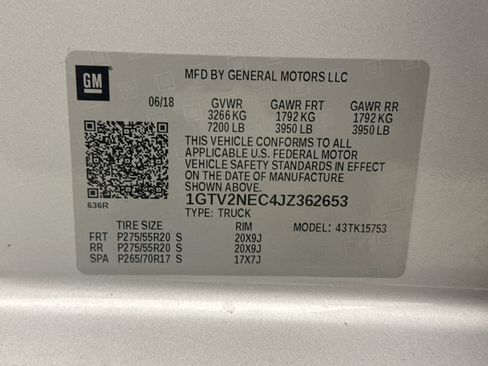 GM
MFD BY GENERAL MOTORS LLC
06/18 GVWR GAWR FRT GAWR RR
3266 KG 1792 KG 1792 KG
7200 LB 3950 LB 3950 LB
THIS VEHICLE CONFORMS TO ALL
APPLICABLE U.S. FEDERAL MOTOR
VEHICLE SAFETY STANDARDS IN EFFECT
ON THE DATE OF MANUFACTURE
SHOWN ABOVE.
636R
1GTV2NEC4JZ362653
TYPE: TRUCK
TIRE SIZE RIM MODEL: 43TK15753
FRT P275/55R20 S 20X9J
RR P275/55R20 S 20X9J
SPA P265/70R17 S 17X7J